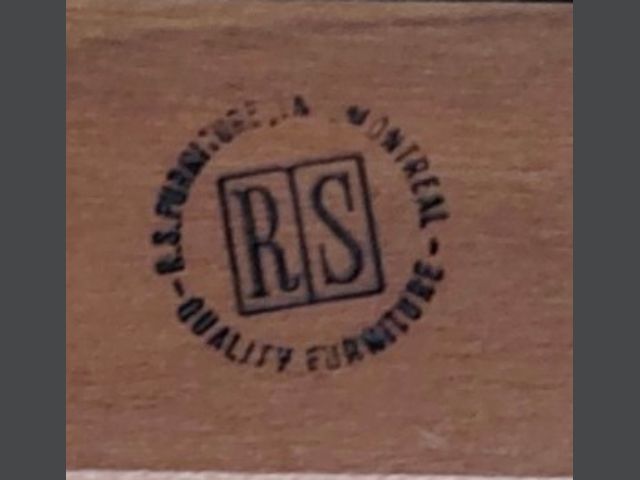 R.S. FURNITURE MONTREAL
- QUALITY FURNITURE -
RS